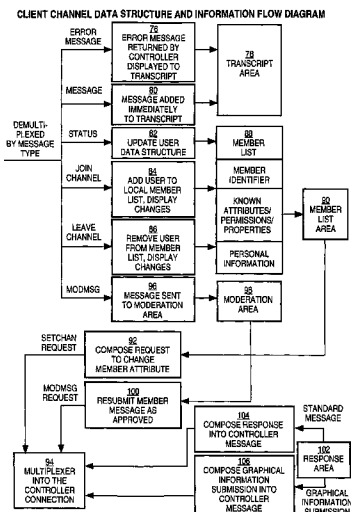 CLIENT CHANNEL DATA STRUCTURE AND INFORMATION FLOW DIAGRAM
ERROR
MESSAGE
76
ERROR MESSAGE
RETURNED BY
CONTROLLER
DISPLAYED TO
TRANSCRIPT
78
TRANSCRIPT
AREA
MESSAGE
80
MESSAGE ADDED
IMMEDIATELY
TO TRANSCRIPT
DEMULTI-
PLEXED
BY MESSAGE
TYPE
STATUS
82
UPDATE USER
DATA STRUCTURE
88
MEMBER
LIST
JOIN
CHANNEL
84
ADD USER TO
LOCAL MEMBER
LIST, DISPLAY
CHANGES
MEMBER
IDENTIFIER
KNOWN
ATTRIBUTES/
PERMISSIONS/
PROPERTIES
90
MEMBER
LIST
AREA
LEAVE
CHANNEL
86
REMOVE USER
FROM MEMBER
LIST, DISPLAY
CHANGES
PERSONAL
INFORMATION
MODMSG
96
MESSAGE SENT
TO MODERATION
AREA
98
MODERATION
AREA
SETCHAN
REQUEST
92
COMPOSE REQUEST
TO CHANGE
MEMBER ATTRIBUTE
MODMSG
REQUEST
100
RESUBMIT MEMBER
MESSAGE AS
APPROVED
104
COMPOSE RESPONSE
INTO CONTROLLER
MESSAGE
STANDARD
MESSAGE
102
RESPONSE
AREA
94
MULTIPLEXER
INTO THE
CONTROLLER
CONNECTION
106
COMPOSE GRAPHICAL
INFORMATION
SUBMISSION INTO
CONTROLLER
MESSAGE
GRAPHICAL
INFORMATION
SUBMISSION